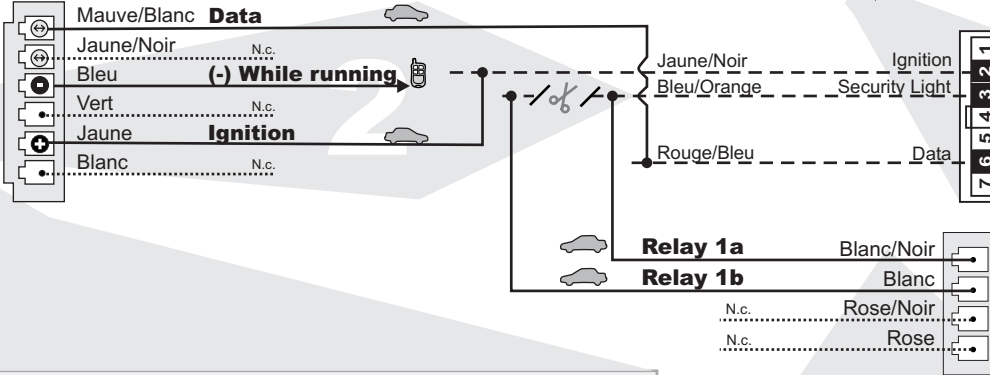 Mauve/Blanc Data
Jaune/Noir N.c.
Bleu (-) While running
Vert N.c.
Jaune Ignition
Blanc N.c.
2
Jaune/Noir Ignition
Bleu/Orange Security Light
Rouge/Bleu Data
1
2
3
4
5
6
7
Relay 1a Blanc/Noir
Relay 1b Blanc
N.c. Rose/Noir
N.c. Rose